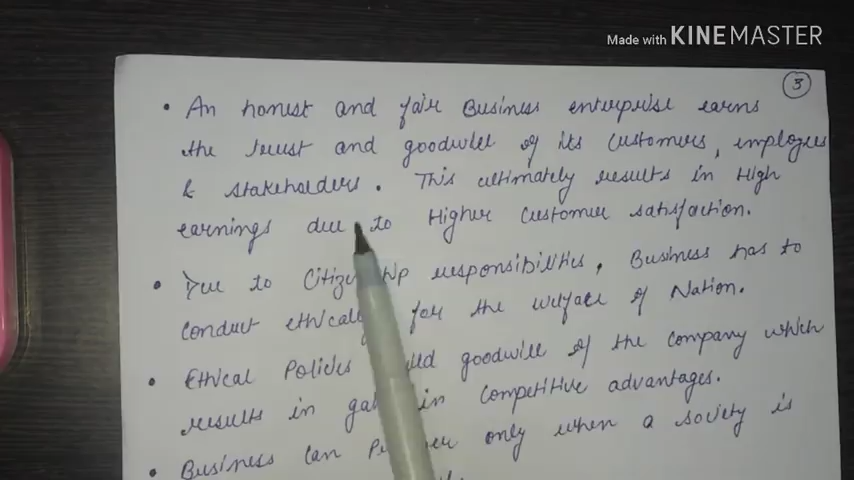 Made with KINEMASTER
3
• An honest and fair Business enterprise earns
the trust and goodwill of its customers, employees
& stakeholders. This ultimately results in High
earnings due to Higher customer satisfaction.
• Due to Citizenship responsibilities, Business has to
conduct ethically for the welfare of Nation.
• Ethical Policies goodwill of the company which
results in in competitive advantages.
• Business can only when a society is